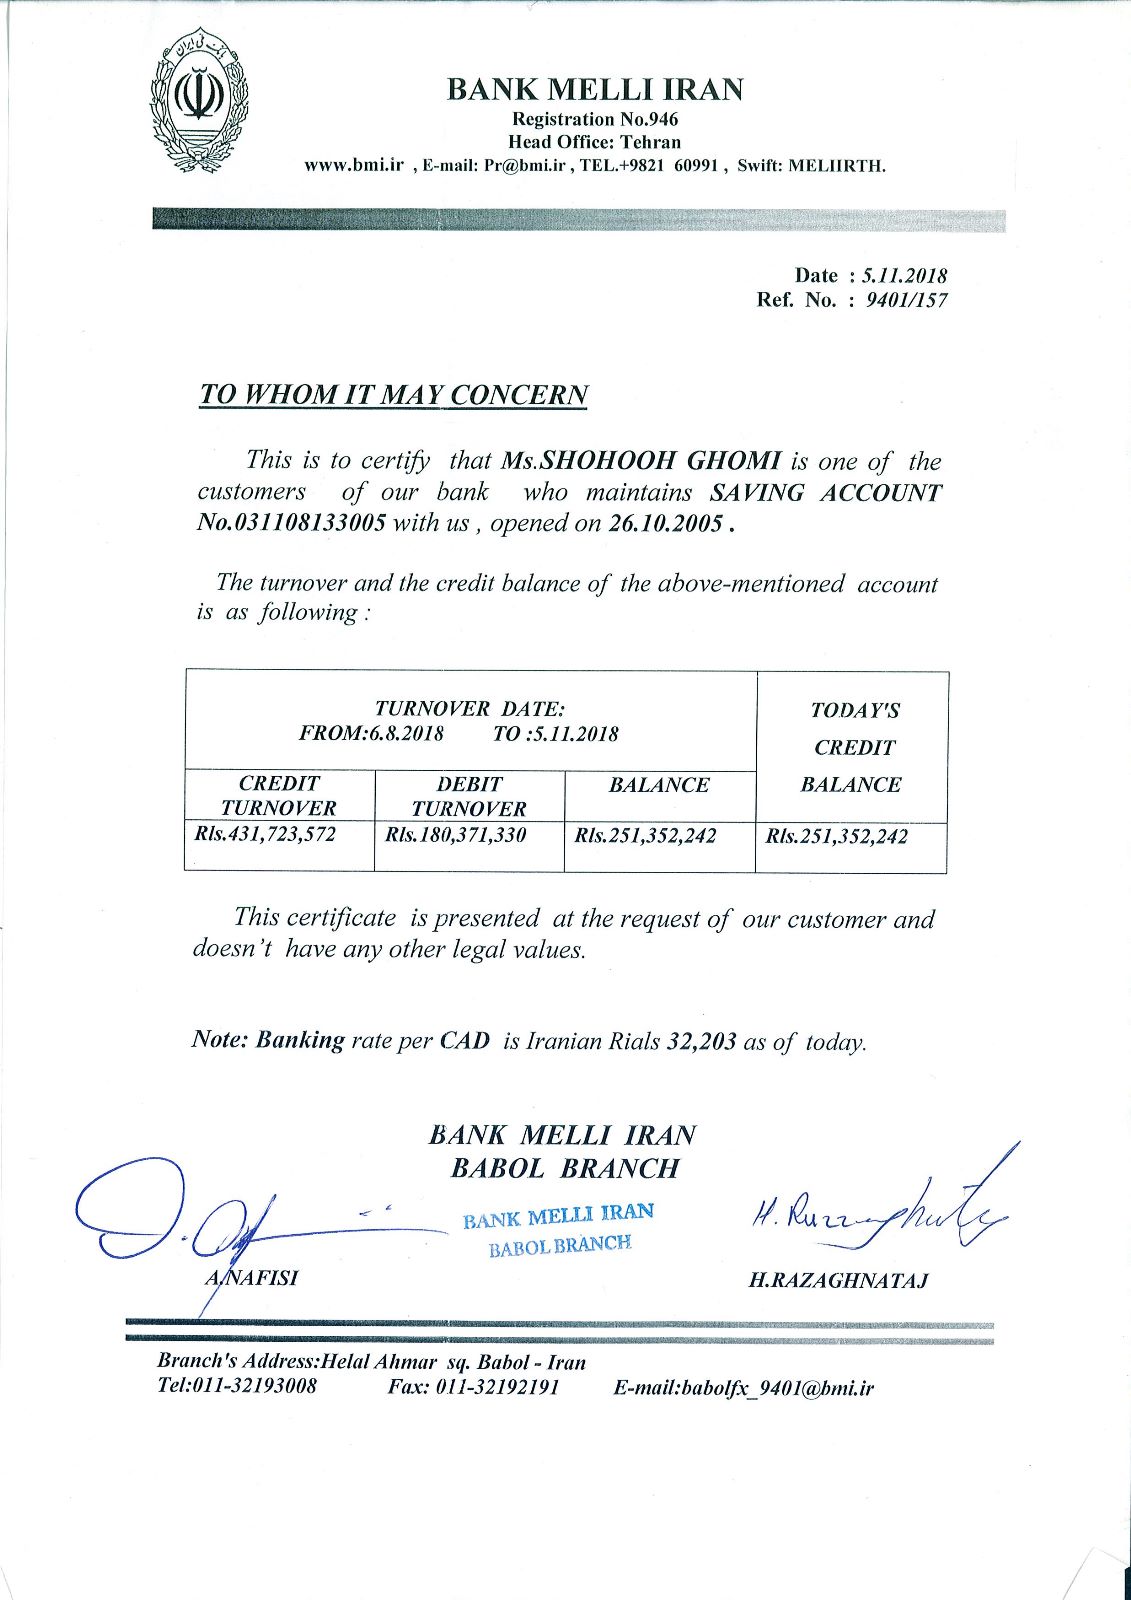 بانک ملی ایران
BANK MELLI IRAN
Registration No.946
Head Office: Tehran
www.bmi.ir , E-mail: Pr@bmi.ir , TEL.+9821 60991 , Swift: MELIIRTH.
Date : 5.11.2018
Ref. No. : 9401/157
TO WHOM IT MAY CONCERN
This is to certify that Ms.SHOHOOH GHOMI is one of the
customers of our bank who maintains SAVING ACCOUNT
No.031108133005 with us , opened on 26.10.2005 .
The turnover and the credit balance of the above-mentioned account
is as following :
TURNOVER DATE:
FROM:6.8.2018 TO :5.11.2018
TODAY'S
CREDIT
BALANCE
CREDIT
TURNOVER
DEBIT
TURNOVER
BALANCE
Rls.431,723,572 Rls.180,371,330 Rls.251,352,242 Rls.251,352,242
This certificate is presented at the request of our customer and
doesn't have any other legal values.
Note: Banking rate per CAD is Iranian Rials 32,203 as of today.
BANK MELLI IRAN
BABOL BRANCH
BANK MELLI IRAN
BABOL BRANCH
A.NAFISI
H.RAZAGHNATAJ
Branch's Address:Helal Ahmar sq. Babol - Iran
Tel:011-32193008 Fax: 011-32192191 E-mail:babolfx_9401@bmi.ir